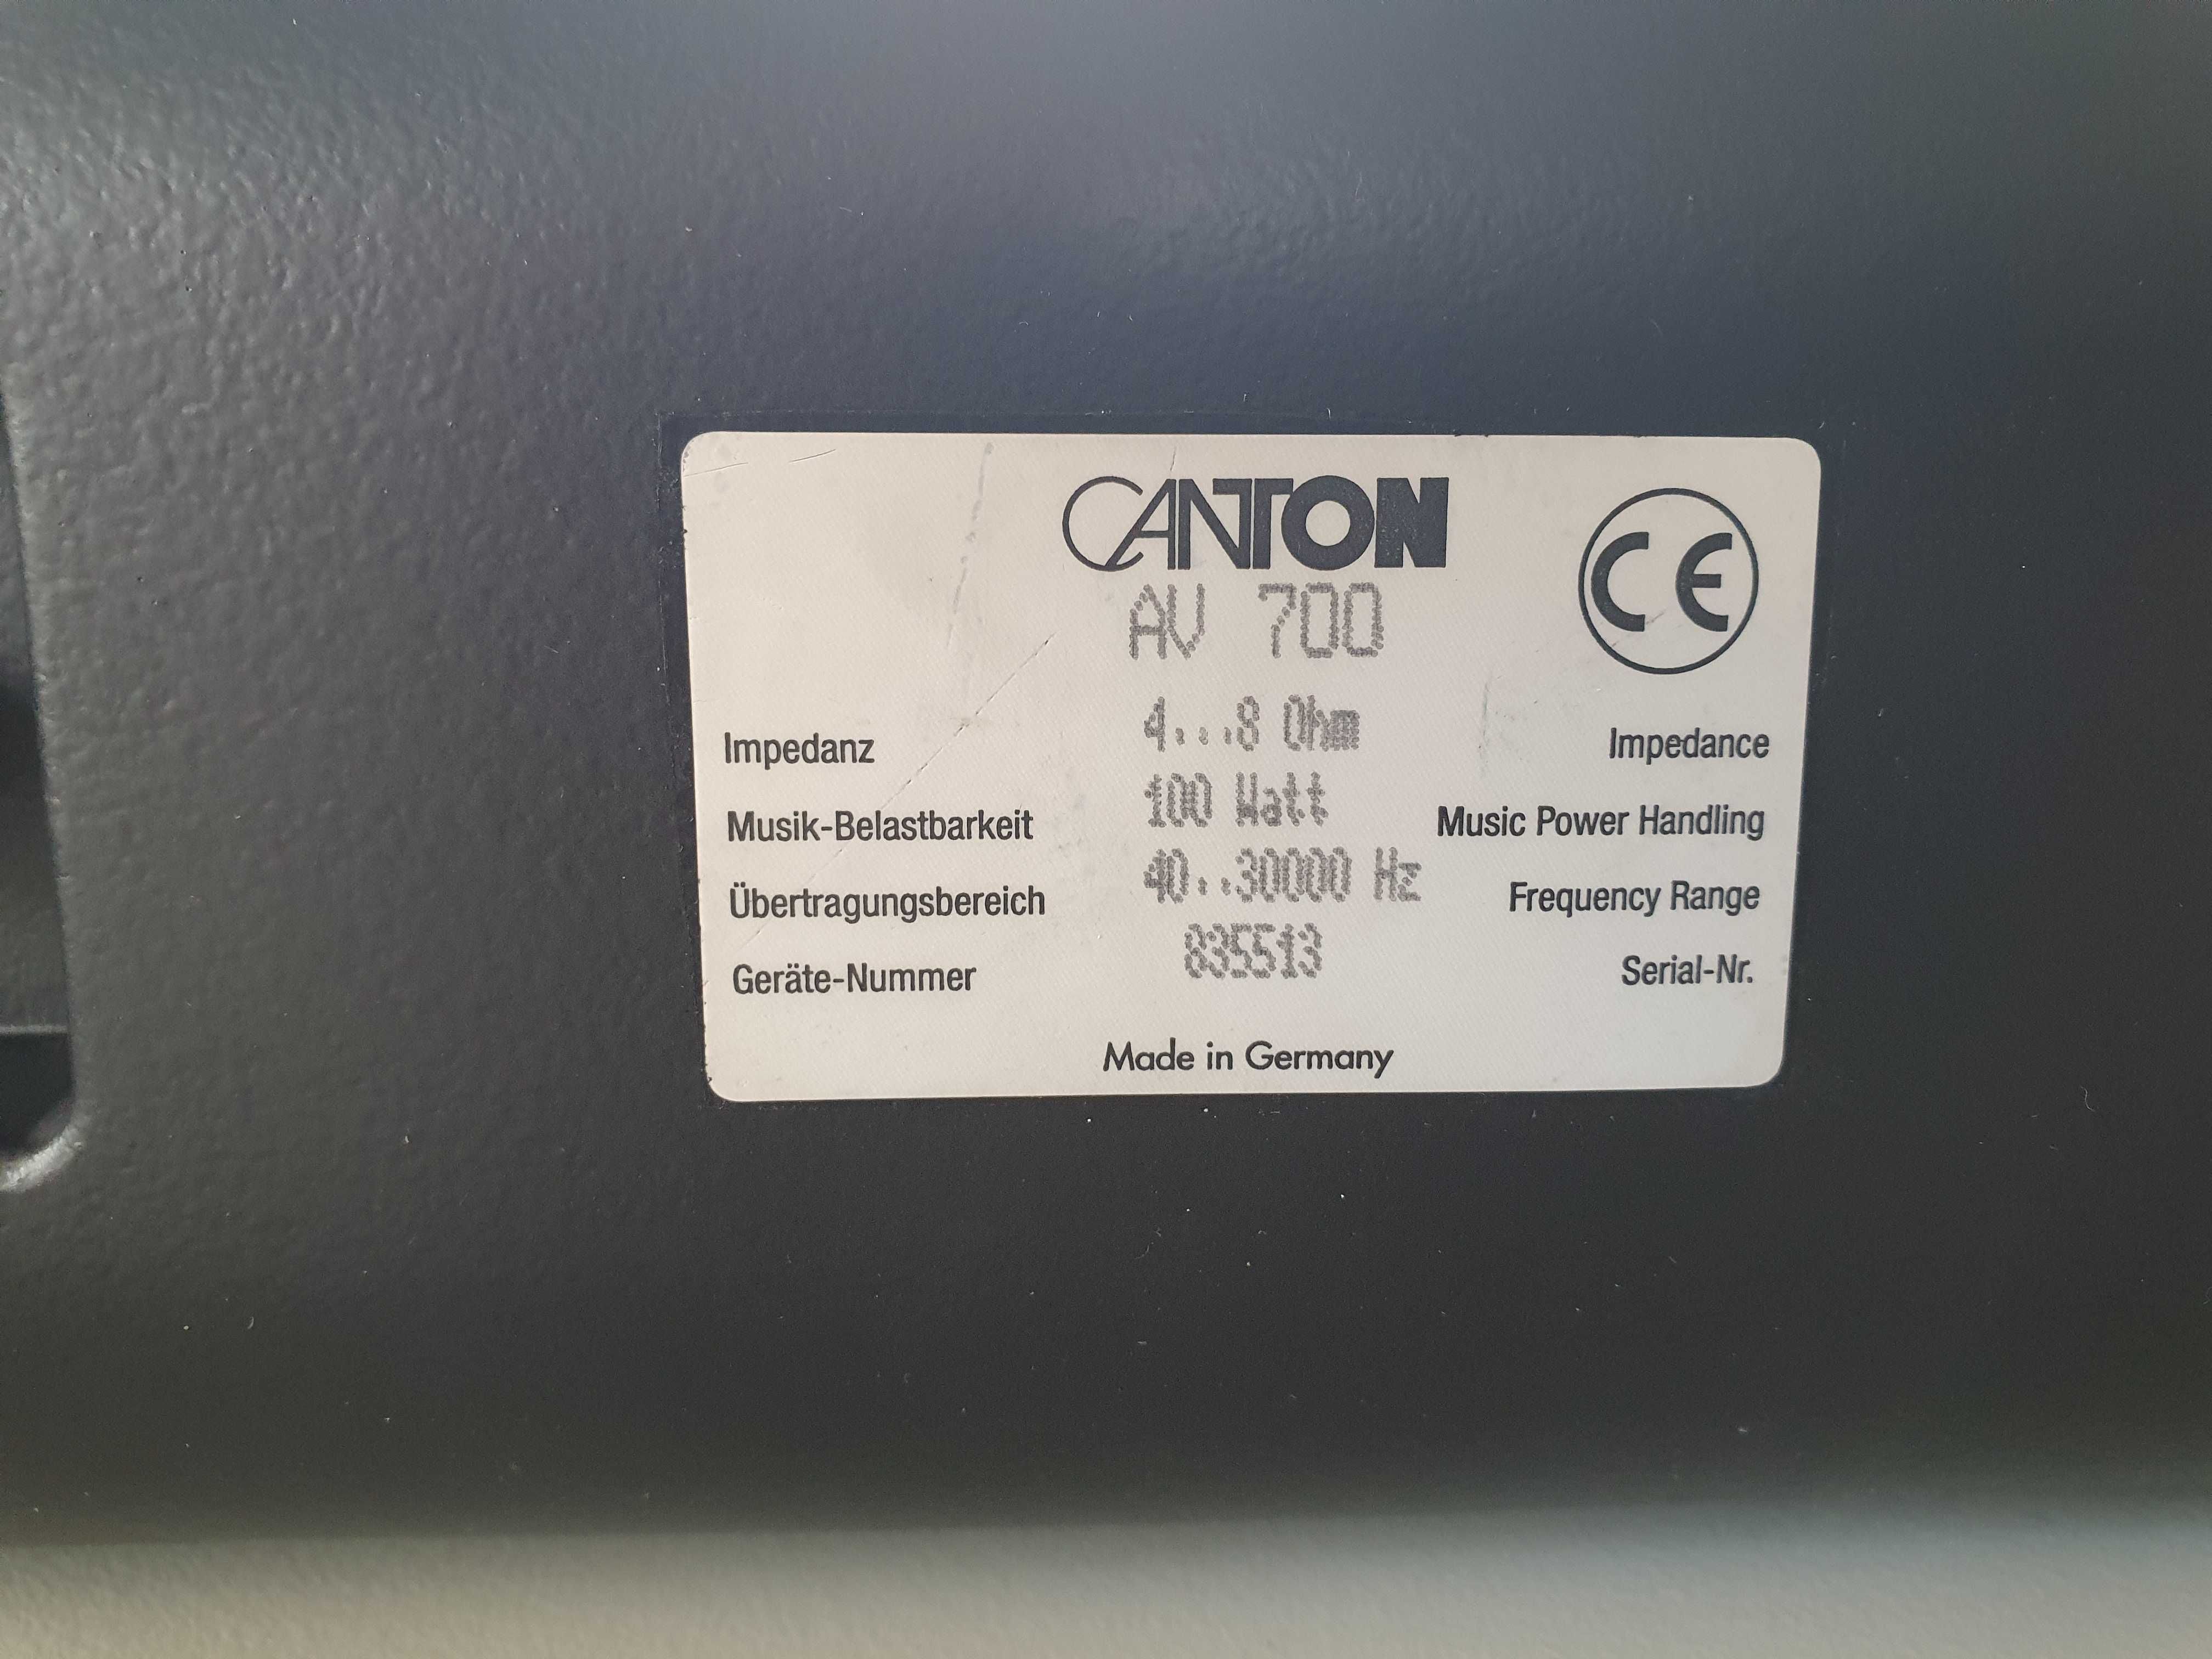 CANTON
CE
AV 700
Impedanz 4...8 Ohm Impedance
Musik-Belastbarkeit 100 Watt Music Power Handling
Übertragungsbereich 40..30000 Hz Frequency Range
Geräte-Nummer 835513 Serial-Nr.
Made in Germany